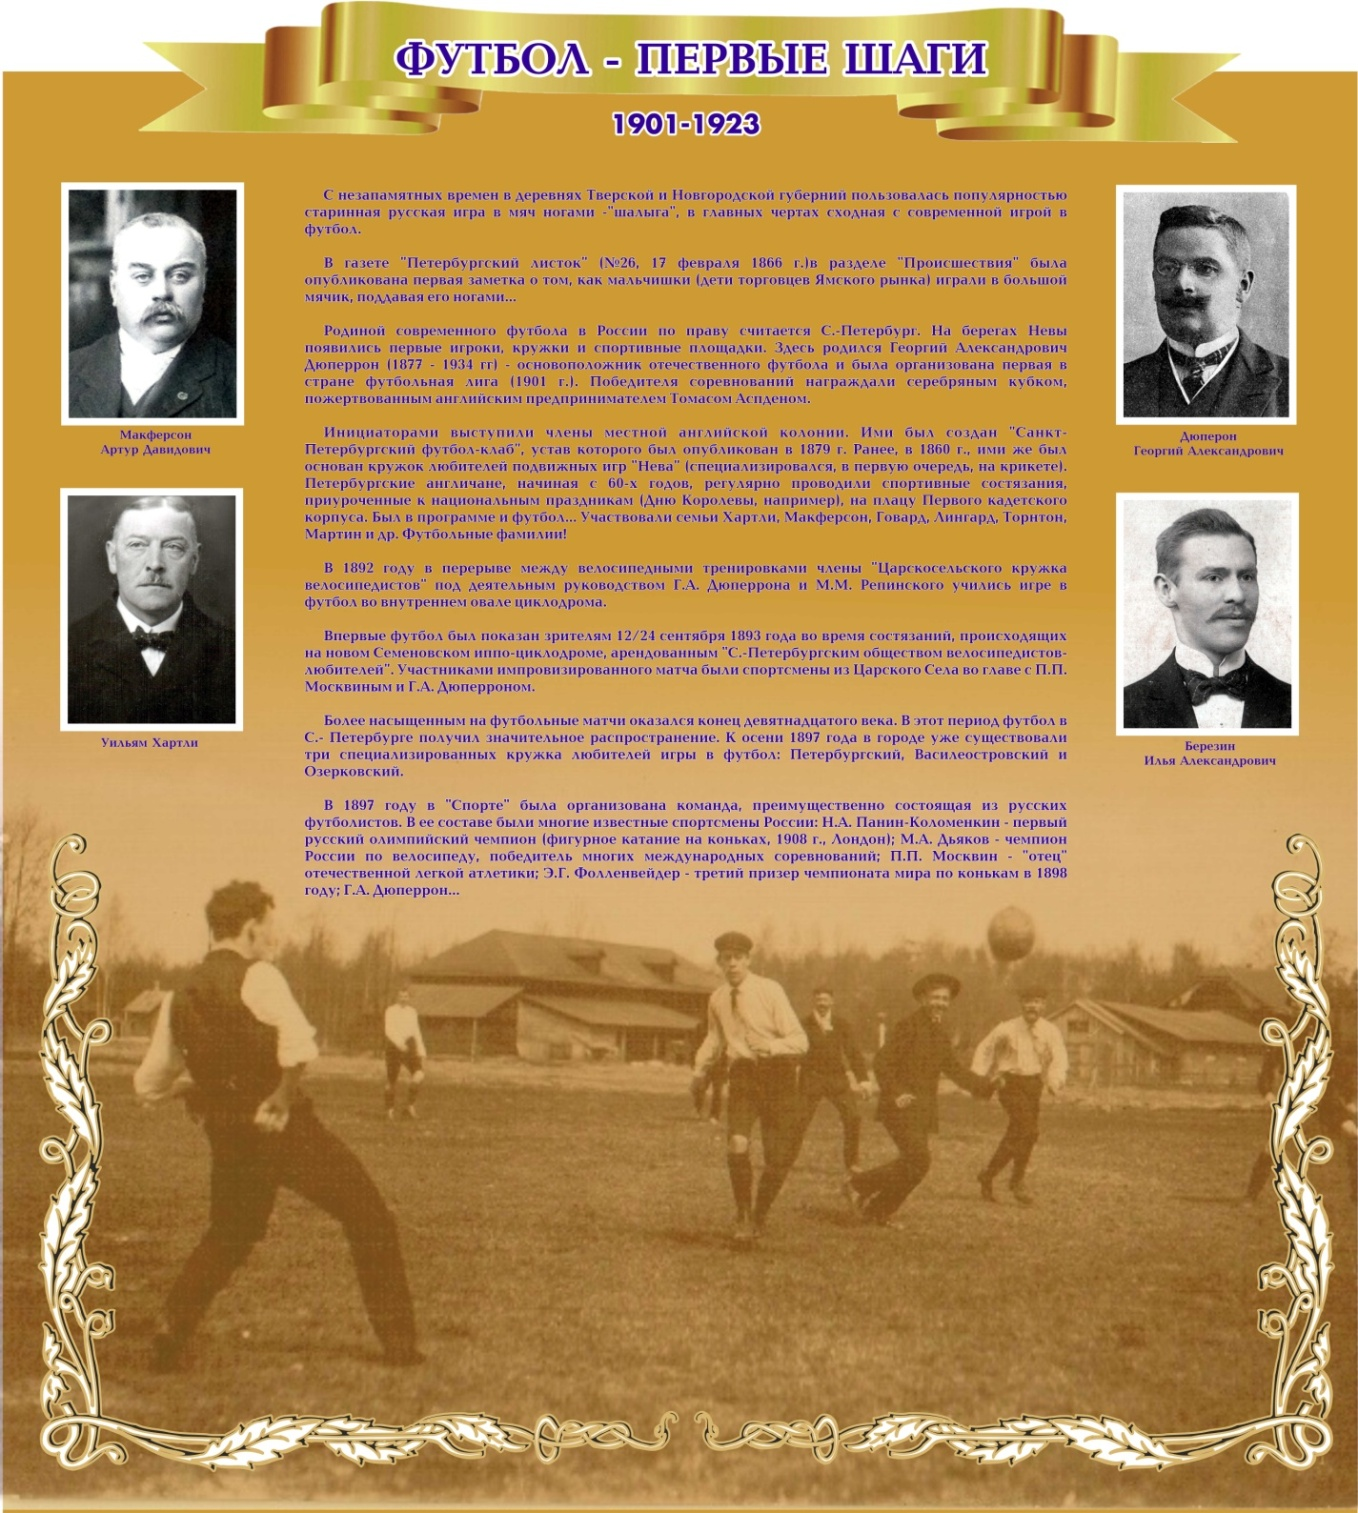 ФУТБОЛ - ПЕРВЫЕ ШАГИ
1901-1923
С незапамятных времен в деревнях Тверской и Новгородской губерний пользовалась популярностью
старинная русская игра в мяч ногами -"шалыга", в главных чертах сходная с современной игрой в
футбол.
В газете "Петербургский листок" (№26, 17 февраля 1866 г.)в разделе "Происшествия" была
опубликована первая заметка о том, как мальчишки (дети торговцев Ямского рынка) играли в большой
мячик, поддавая его ногами...
Родиной современного футбола в России по праву считается С.-Петербург. На берегах Невы
появились первые игроки, кружки и спортивные площадки. Здесь родился Георгий Александрович
Дюперрон (1877 - 1934 гг) - основоположник отечественного футбола и была организована первая в
стране футбольная лига (1901 г.). Победителя соревнований награждали серебряным кубком,
пожертвованным английским предпринимателем Томасом Аспденом.
Инициаторами выступили члены местной английской колонии. Ими был создан "Санкт-
Петербургский футбол-клаб", устав которого был опубликован в 1879 г. Ранее, в 1860 г., ими же был
основан кружок любителей подвижных игр "Нева" (специализировался, в первую очередь, на крикете).
Петербургские англичане, начиная с 60-х годов, регулярно проводили спортивные состязания,
приуроченные к национальным праздникам (Дню Королевы, например), на плацу Первого кадетского
корпуса. Был в программе и футбол... Участвовали семьи Хартли, Макферсон, Говард, Лингард, Торнтон,
Мартин и др. Футбольные фамилии!
В 1892 году в перерыве между велосипедными тренировками члены "Царскосельского кружка
велосипедистов" под деятельным руководством Г.А. Дюперрона и М.М. Репинского учились игре в
футбол во внутреннем овале циклодрома.
Впервые футбол был показан зрителям 12/24 сентября 1893 года во время состязаний, происходящих
на новом Семеновском иппо-циклодроме, арендованным "С.-Петербургским обществом велосипедистов-
любителей". Участниками импровизированного матча были спортсмены из Царского Села во главе с П.П.
Москвиным и Г.А. Дюперроном.
Более насыщенным на футбольные матчи оказался конец девятнадцатого века. В этот период футбол в
С.- Петербурге получил значительное распространение. К осени 1897 года в городе уже существовали
три специализированных кружка любителей игры в футбол: Петербургский, Василеостровский и
Озерковский.
В 1897 году в "Спорте" была организована команда, преимущественно состоящая из русских
футболистов. В ее составе были многие известные спортсмены России: Н.А. Панин-Коломенкин - первый
русский олимпийский чемпион (фигурное катание на коньках, 1908 г., Лондон); М.А. Дьяков - чемпион
России по велосипеду, победитель многих международных соревнований; П.П. Москвин - "отец"
отечественной легкой атлетики; Э.Г. Фолленвейдер - третий призер чемпионата мира по конькам в 1898
году; Г.А. Дюперрон...
Макферсон
Артур Давидович
Уильям Хартли
Дюперон
Георгий Александрович
Березин
Илья Александрович